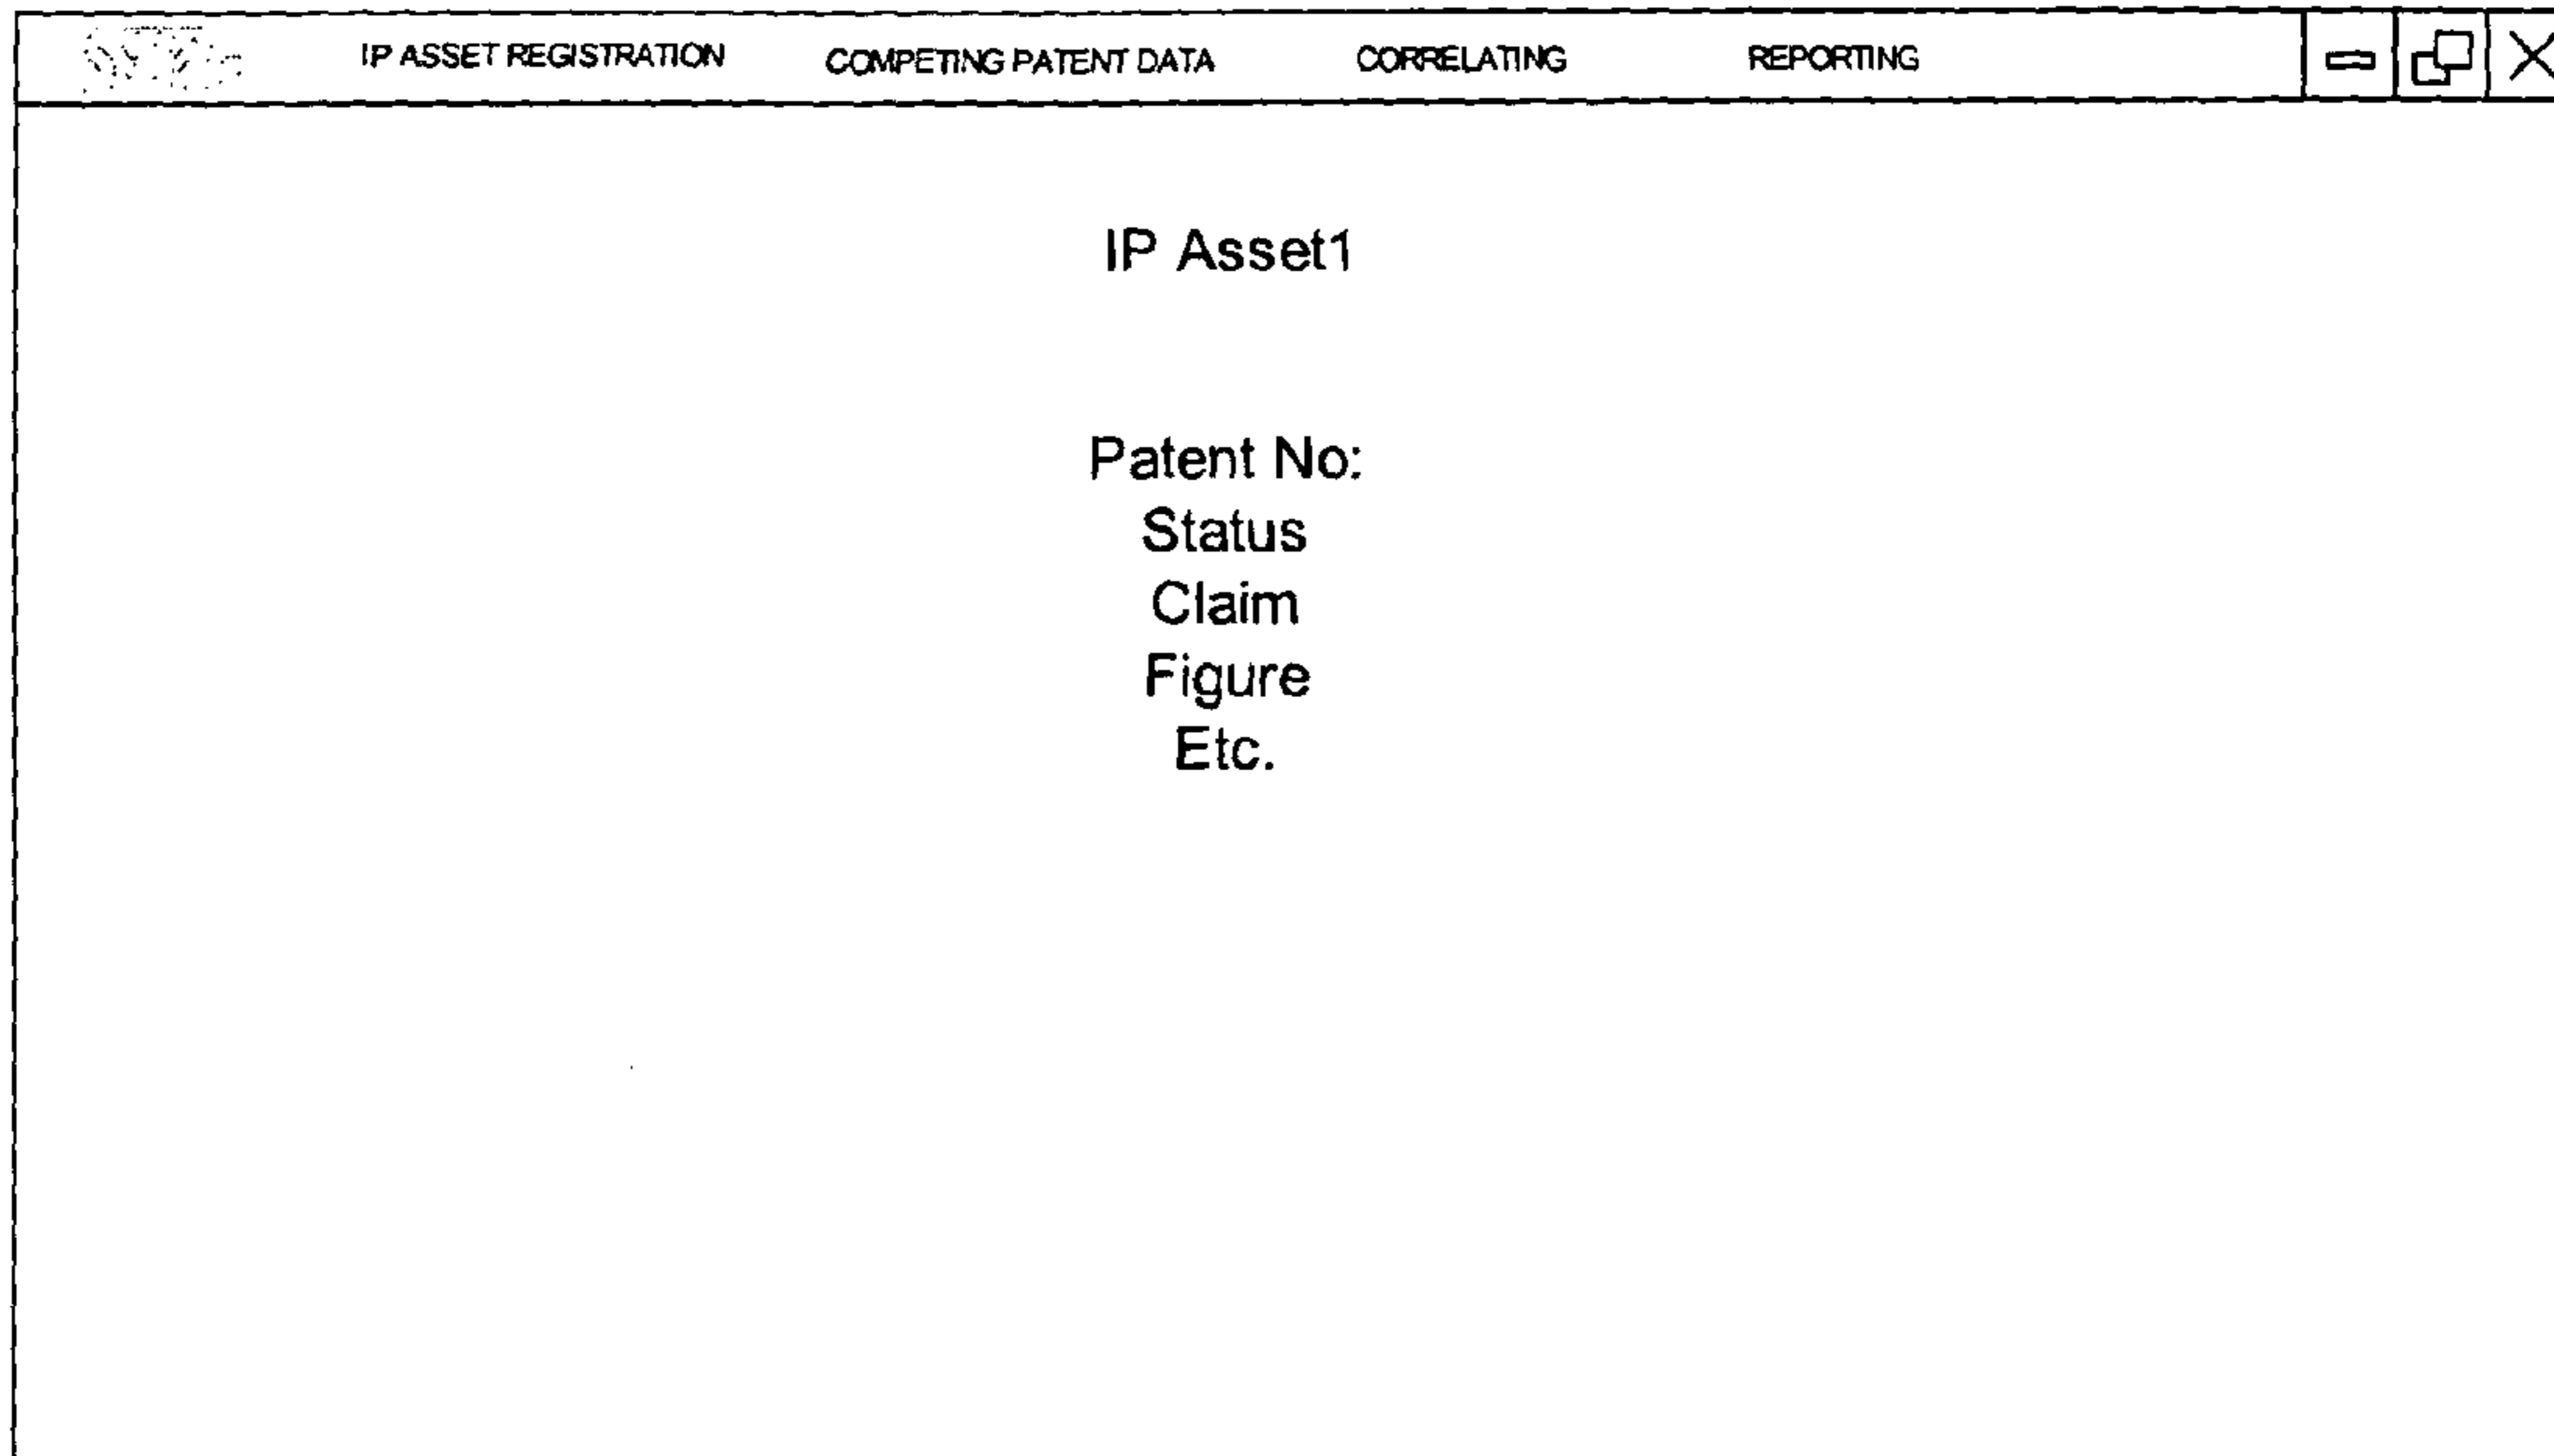 IP ASSET REGISTRATION COMPETING PATENT DATA CORRELATING REPORTING
IP Asset1
Patent No:
Status
Claim
Figure
Etc.